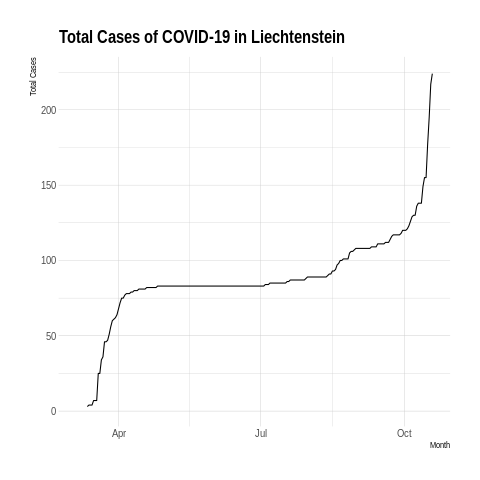 Total Cases of COVID-19 in Liechtenstein
Total Cases
200
150
100
50
0
Apr
Jul
Oct
Month